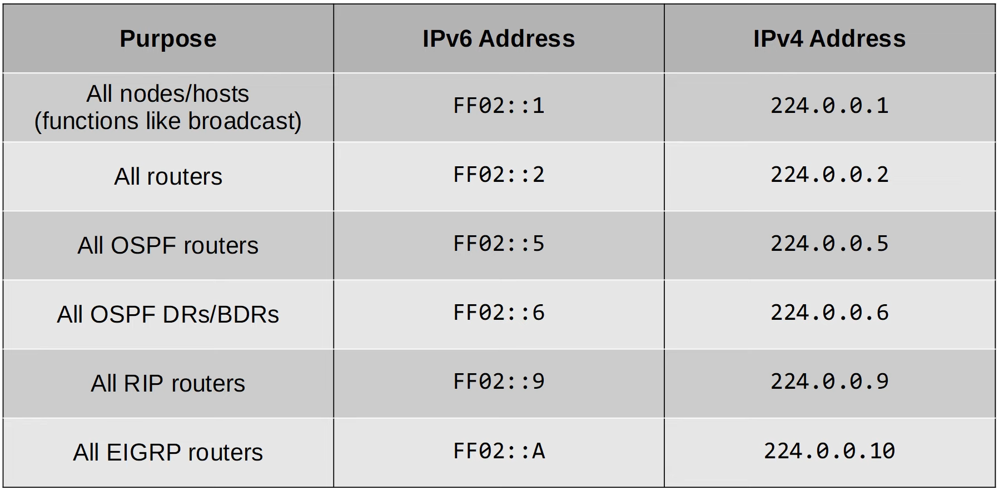 Purpose IPv6 Address IPv4 Address
All nodes/hosts
(functions like broadcast) FF02::1 224.0.0.1
All routers FF02::2 224.0.0.2
All OSPF routers FF02::5 224.0.0.5
All OSPF DRs/BDRs FF02::6 224.0.0.6
All RIP routers FF02::9 224.0.0.9
All EIGRP routers FF02::A 224.0.0.10